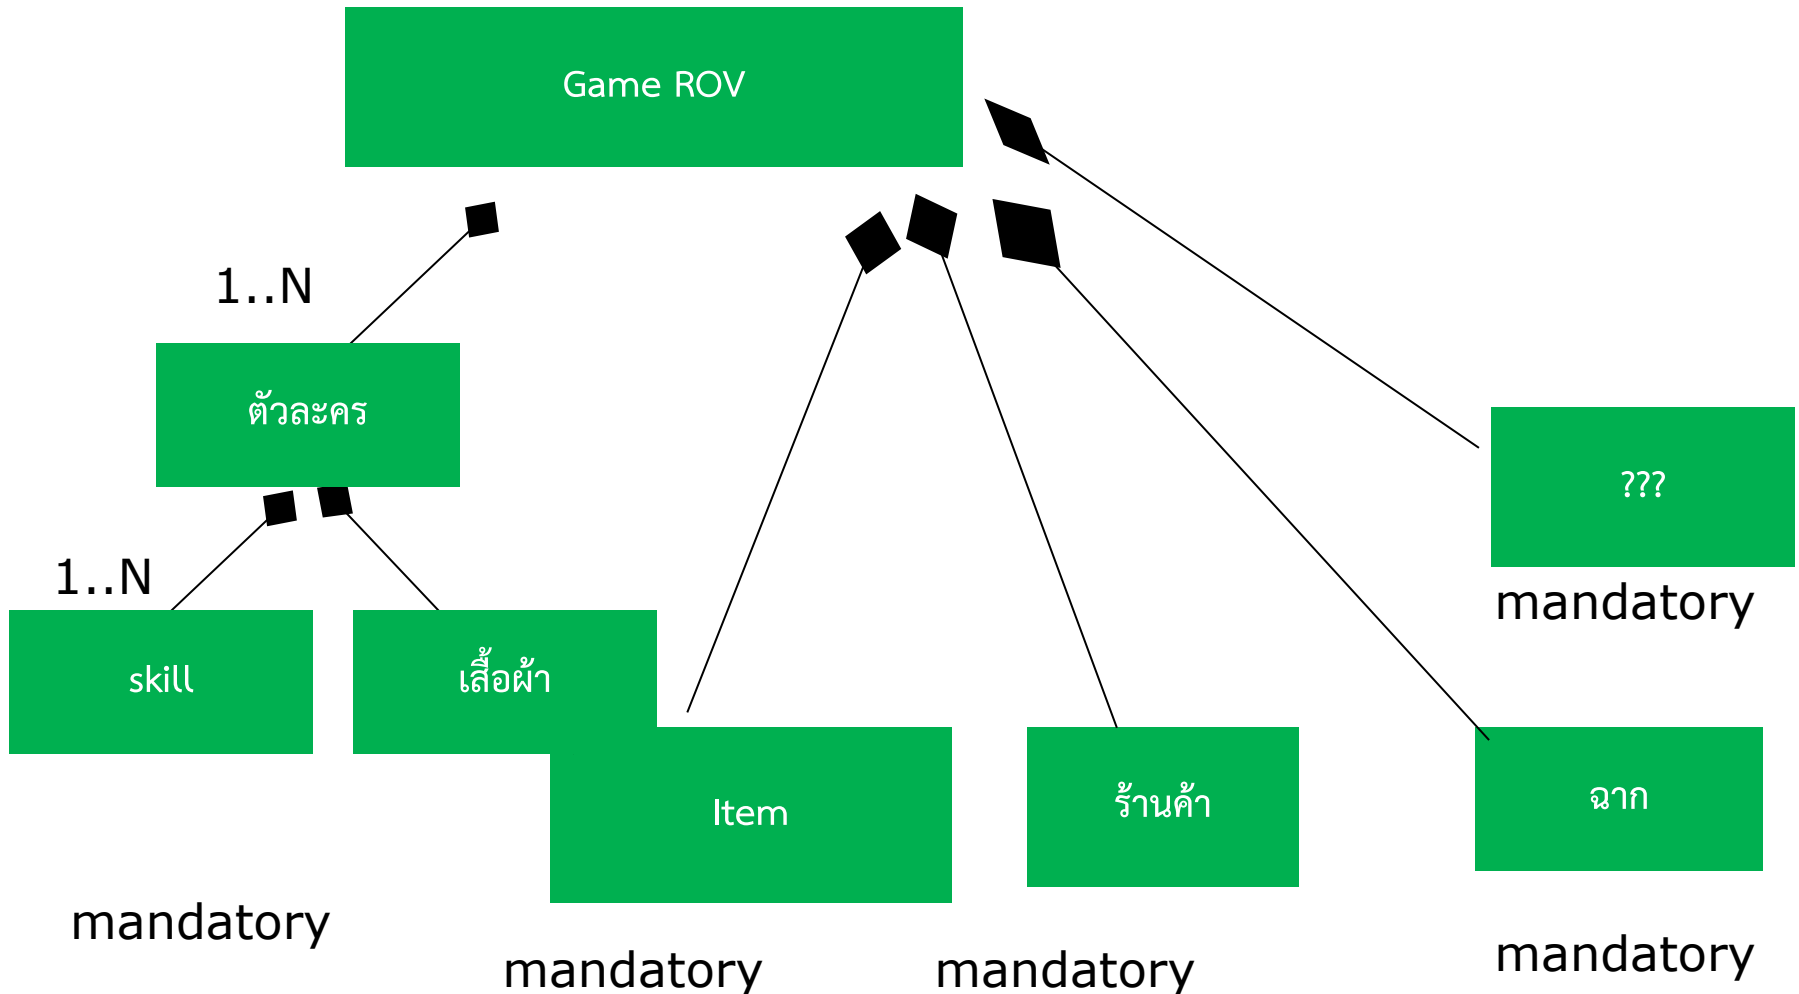 Game ROV
1..N
ตัวละคร
???
mandatory
1..N
skill
เสื้อผ้า
Item
ร้านค้า
ฉาก
mandatory
mandatory
mandatory
mandatory